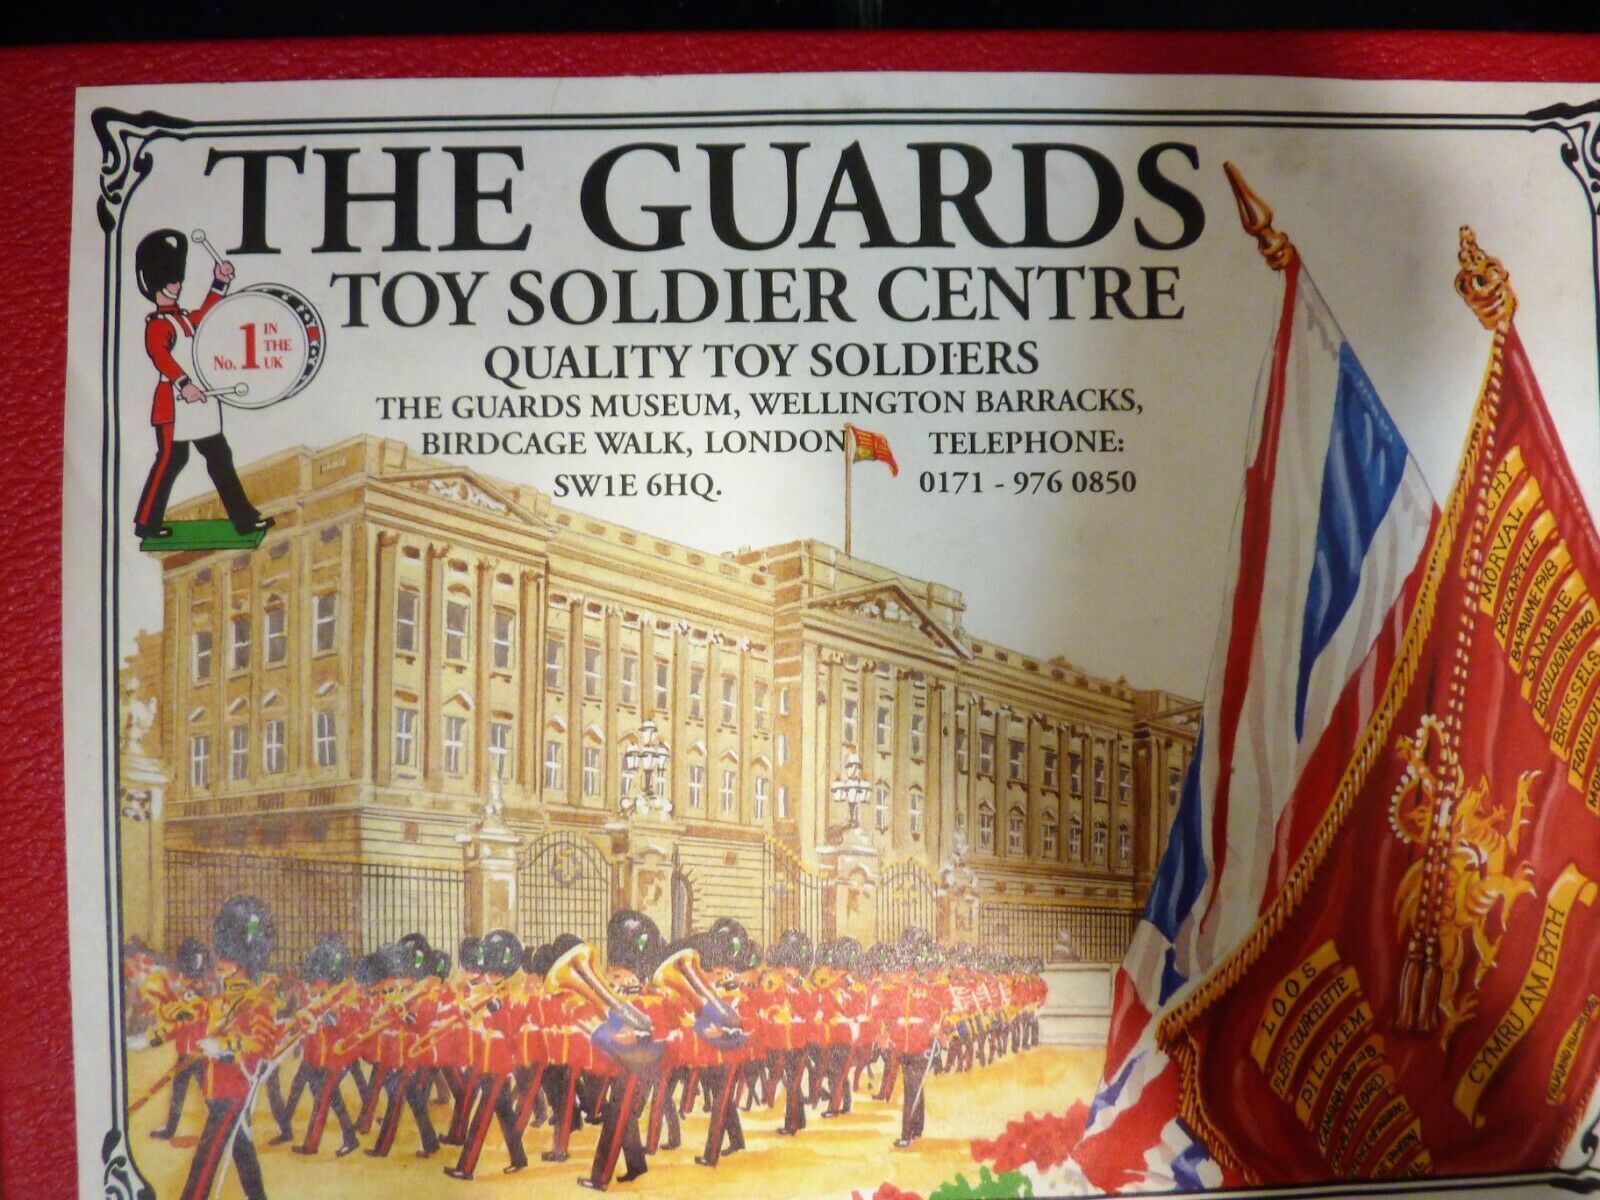 THE GUARDS
TOY SOLDIER CENTRE
QUALITY TOY SOLDIERS
THE GUARDS MUSEUM, WELLINGTON BARRACKS,
BIRDCAGE WALK, LONDON
SW1E 6HQ.
TELEPHONE:
0171 - 976 0850
No. 1 IN
THE
UK
MORVAL
POELCAPPELLE
BAPAUME 1918
SAMBRE
BOULOGNE 1940
BRUSSELS
LOOS
FLERS COURCELETTE
PILCKEM
CYMRU AM BYTH